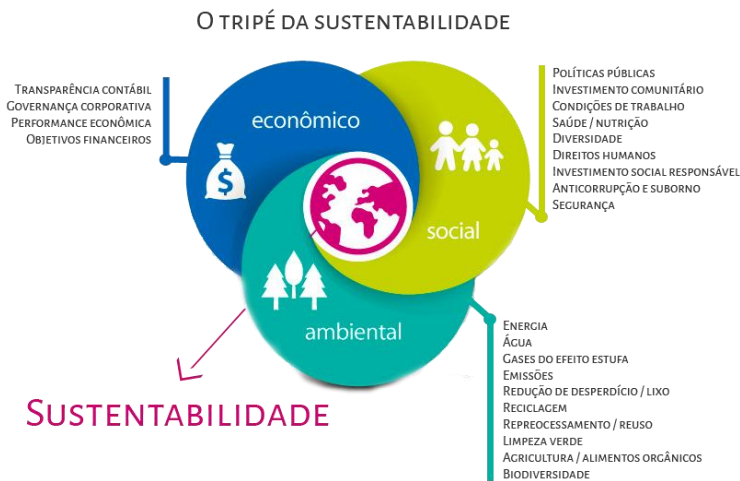 O TRIPÉ DA SUSTENTABILIDADE
TRANSPARÊNCIA CONTÁBIL
GOVERNANÇA CORPORATIVA
PERFORMANCE ECONÔMICA
OBJETIVOS FINANCEIROS
econômico
$
social
ambiental
POLÍTICAS PÚBLICAS
INVESTIMENTO COMUNITÁRIO
CONDIÇÕES DE TRABALHO
SAÚDE / NUTRIÇÃO
DIVERSIDADE
DIREITOS HUMANOS
INVESTIMENTO SOCIAL RESPONSÁVEL
ANTICORRUPÇÃO E SUBORNO
SEGURANÇA
ENERGIA
ÁGUA
GASES DO EFEITO ESTUFA
EMISSÕES
REDUÇÃO DE DESPERDÍCIO / LIXO
RECICLAGEM
REPREOCESSAMENTO / REUSO
LIMPEZA VERDE
AGRICULTURA / ALIMENTOS ORGÂNICOS
BIODIVERSIDADE
SUSTENTABILIDADE